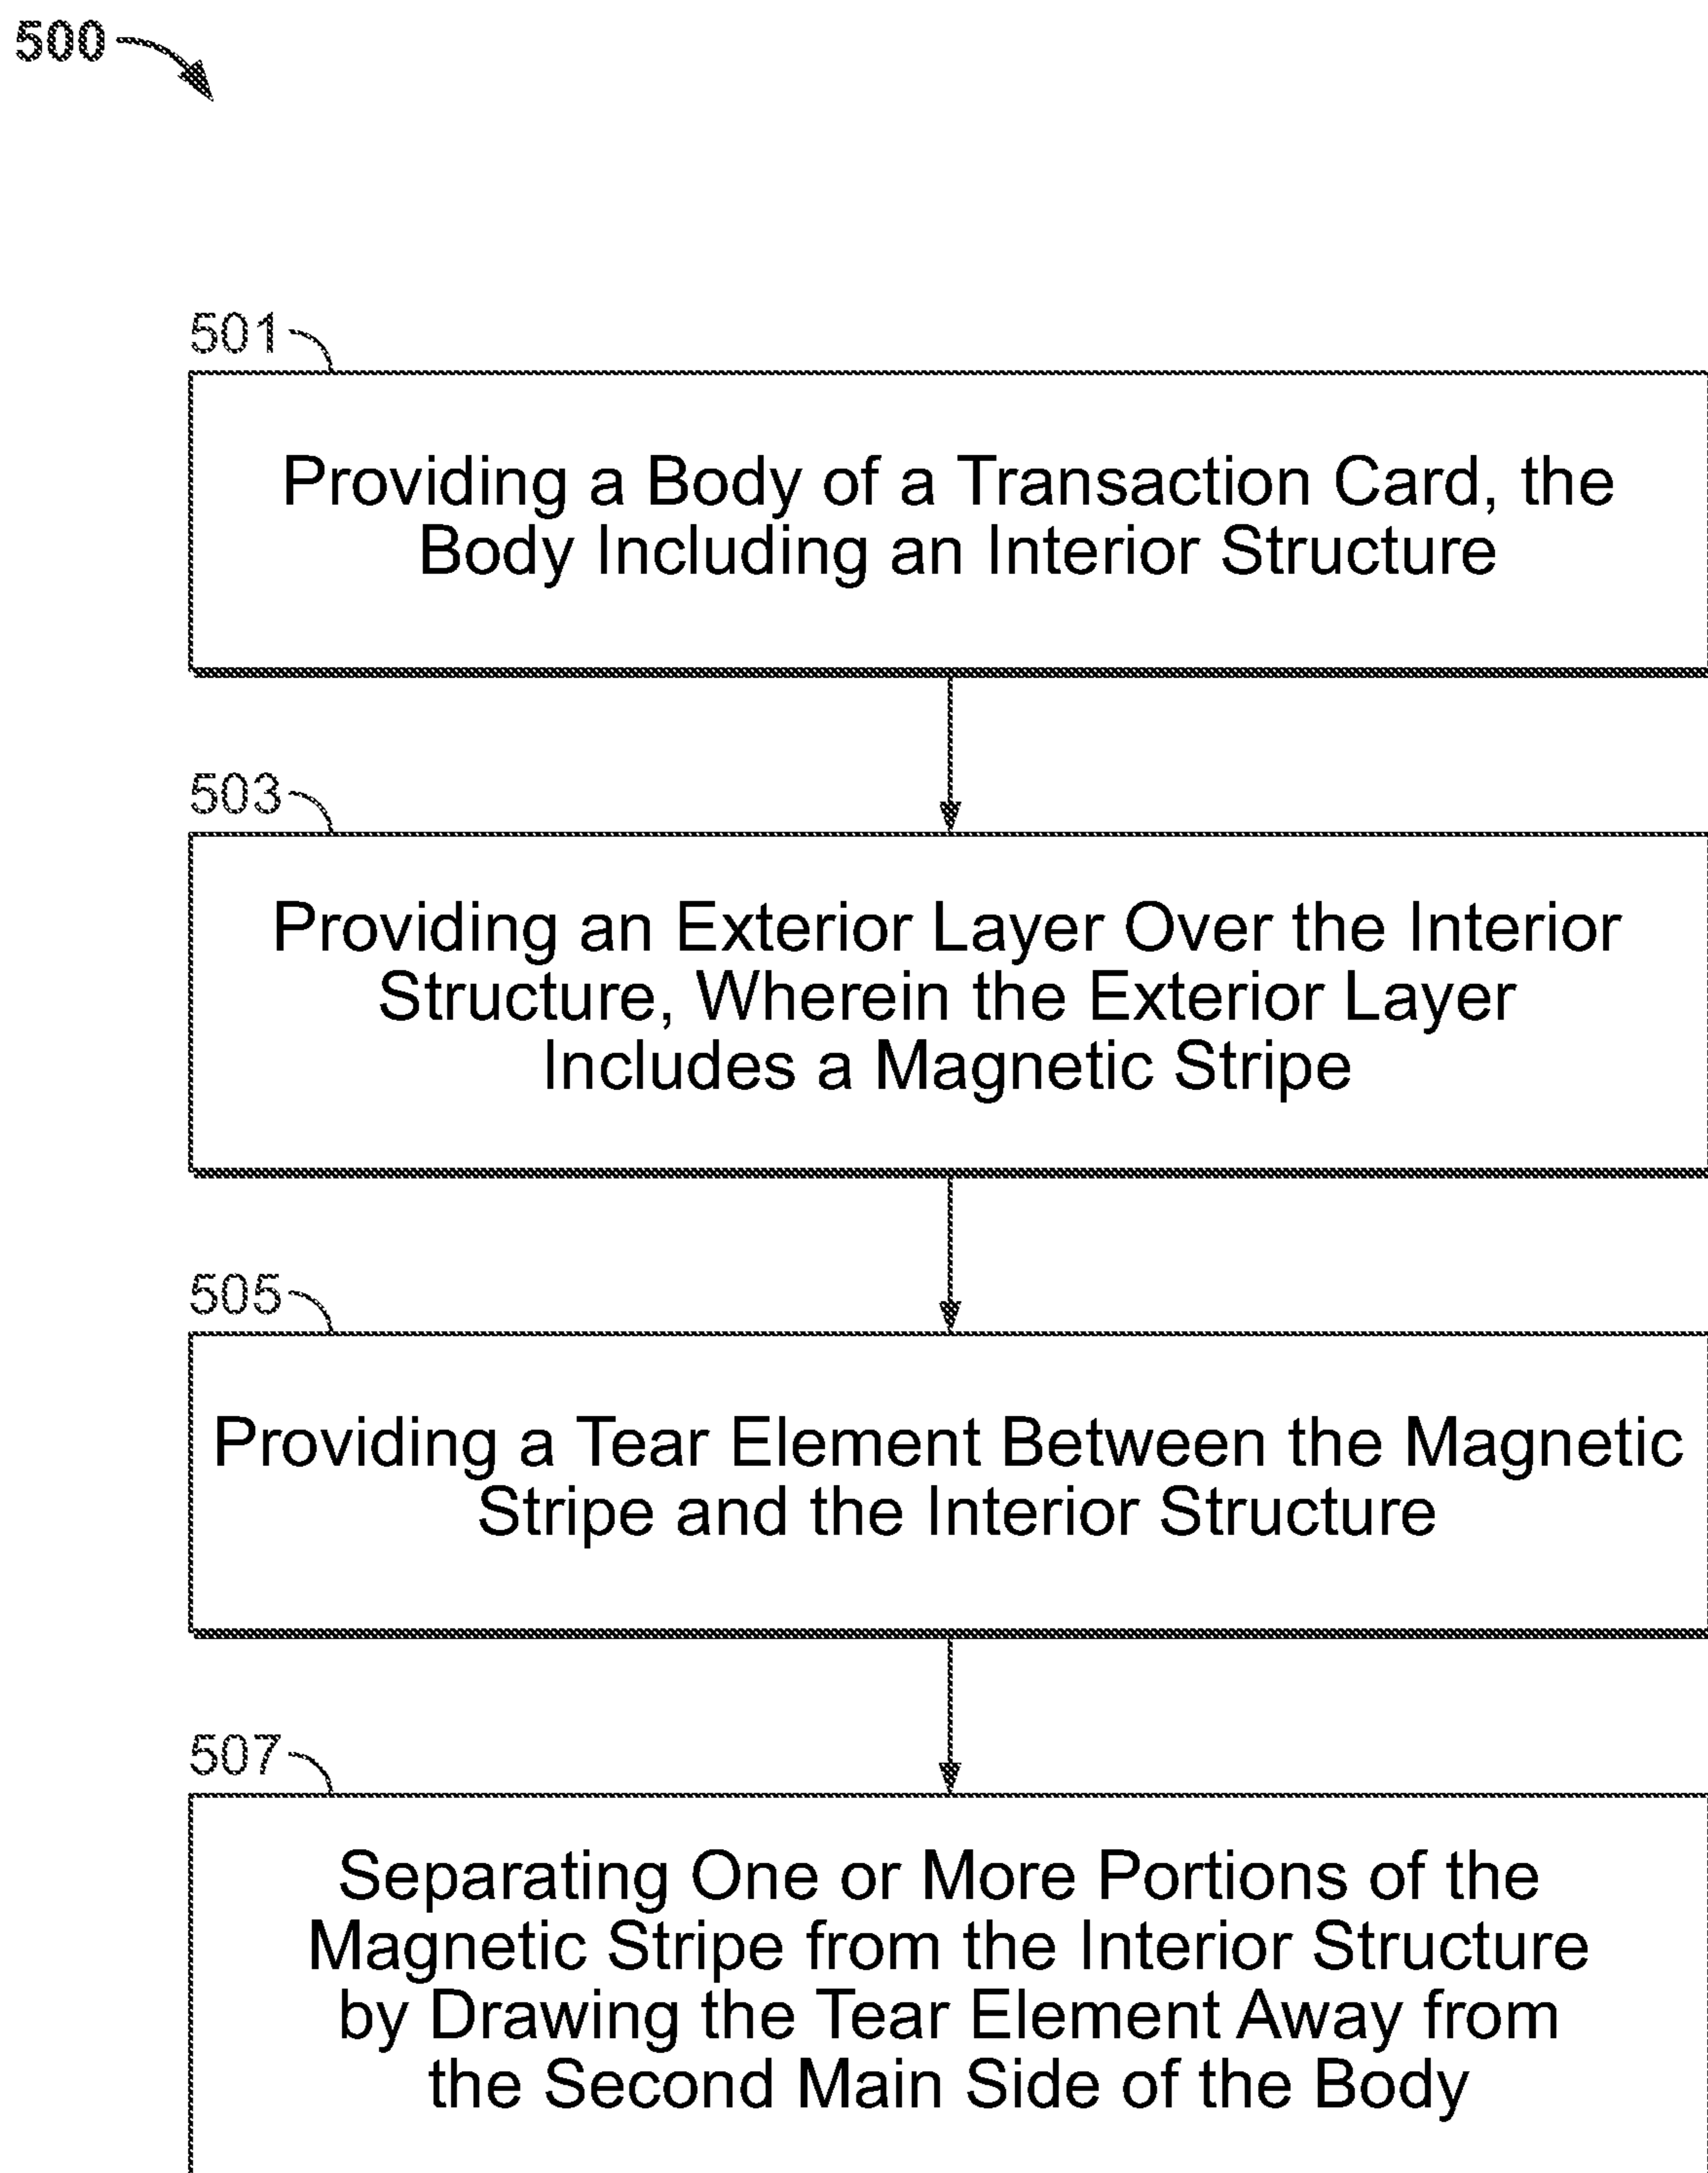 500
501
Providing a Body of a Transaction Card, the
Body Including an Interior Structure
503
Providing an Exterior Layer Over the Interior
Structure, Wherein the Exterior Layer
Includes a Magnetic Stripe
505
Providing a Tear Element Between the Magnetic
Stripe and the Interior Structure
507
Separating One or More Portions of the
Magnetic Stripe from the Interior Structure
by Drawing the Tear Element Away from
the Second Main Side of the Body